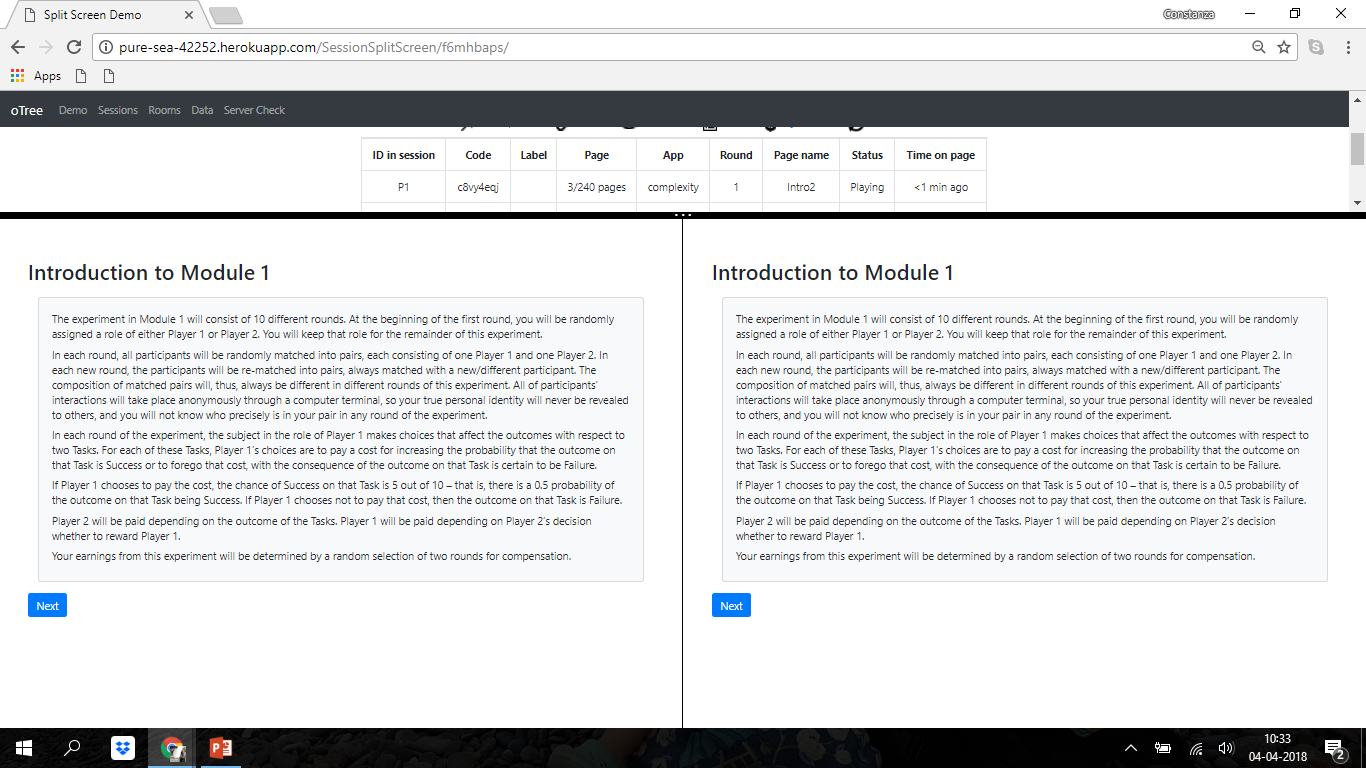 Split Screen Demo
Constanza
pure-sea-42252.herokuapp.com/SessionSplitScreen/f6mhbaps/
Apps
oTree Demo Sessions Rooms Data Server Check
ID in session Code Label Page App Round Page name Status Time on page
P1 c8vy4eqj 3/240 pages complexity 1 Intro2 Playing <1 min ago
Introduction to Module 1
The experiment in Module 1 will consist of 10 different rounds. At the beginning of the first round, you will be randomly
assigned a role of either Player 1 or Player 2. You will keep that role for the remainder of this experiment.
In each round, all participants will be randomly matched into pairs, each consisting of one Player 1 and one Player 2. In
each new round, the participants will be re-matched into pairs, always matched with a new/different participant. The
composition of matched pairs will, thus, always be different in different rounds of this experiment. All of participants'
interactions will take place anonymously through a computer terminal, so your true personal identity will never be revealed
to others, and you will not know who precisely is in your pair in any round of the experiment.
In each round of the experiment, the subject in the role of Player 1 makes choices that affect the outcomes with respect to
two Tasks. For each of these Tasks, Player 1's choices are to pay a cost for increasing the probability that the outcome on
that Task is Success or to forego that cost, with the consequence of the outcome on that Task is certain to be Failure.
If Player 1 chooses to pay the cost, the chance of Success on that Task is 5 out of 10 – that is, there is a 0.5 probability of
the outcome on that Task being Success. If Player 1 chooses not to pay that cost, then the outcome on that Task is Failure.
Player 2 will be paid depending on the outcome of the Tasks. Player 1 will be paid depending on Player 2's decision
whether to reward Player 1.
Your earnings from this experiment will be determined by a random selection of two rounds for compensation.
Next
Introduction to Module 1
The experiment in Module 1 will consist of 10 different rounds. At the beginning of the first round, you will be randomly
assigned a role of either Player 1 or Player 2. You will keep that role for the remainder of this experiment.
In each round, all participants will be randomly matched into pairs, each consisting of one Player 1 and one Player 2. In
each new round, the participants will be re-matched into pairs, always matched with a new/different participant. The
composition of matched pairs will, thus, always be different in different rounds of this experiment. All of participants'
interactions will take place anonymously through a computer terminal, so your true personal identity will never be revealed
to others, and you will not know who precisely is in your pair in any round of the experiment.
In each round of the experiment, the subject in the role of Player 1 makes choices that affect the outcomes with respect to
two Tasks. For each of these Tasks, Player 1's choices are to pay a cost for increasing the probability that the outcome on
that Task is Success or to forego that cost, with the consequence of the outcome on that Task is certain to be Failure.
If Player 1 chooses to pay the cost, the chance of Success on that Task is 5 out of 10 – that is, there is a 0.5 probability of
the outcome on that Task being Success. If Player 1 chooses not to pay that cost, then the outcome on that Task is Failure.
Player 2 will be paid depending on the outcome of the Tasks. Player 1 will be paid depending on Player 2's decision
whether to reward Player 1.
Your earnings from this experiment will be determined by a random selection of two rounds for compensation.
Next
10:33
04-04-2018
2